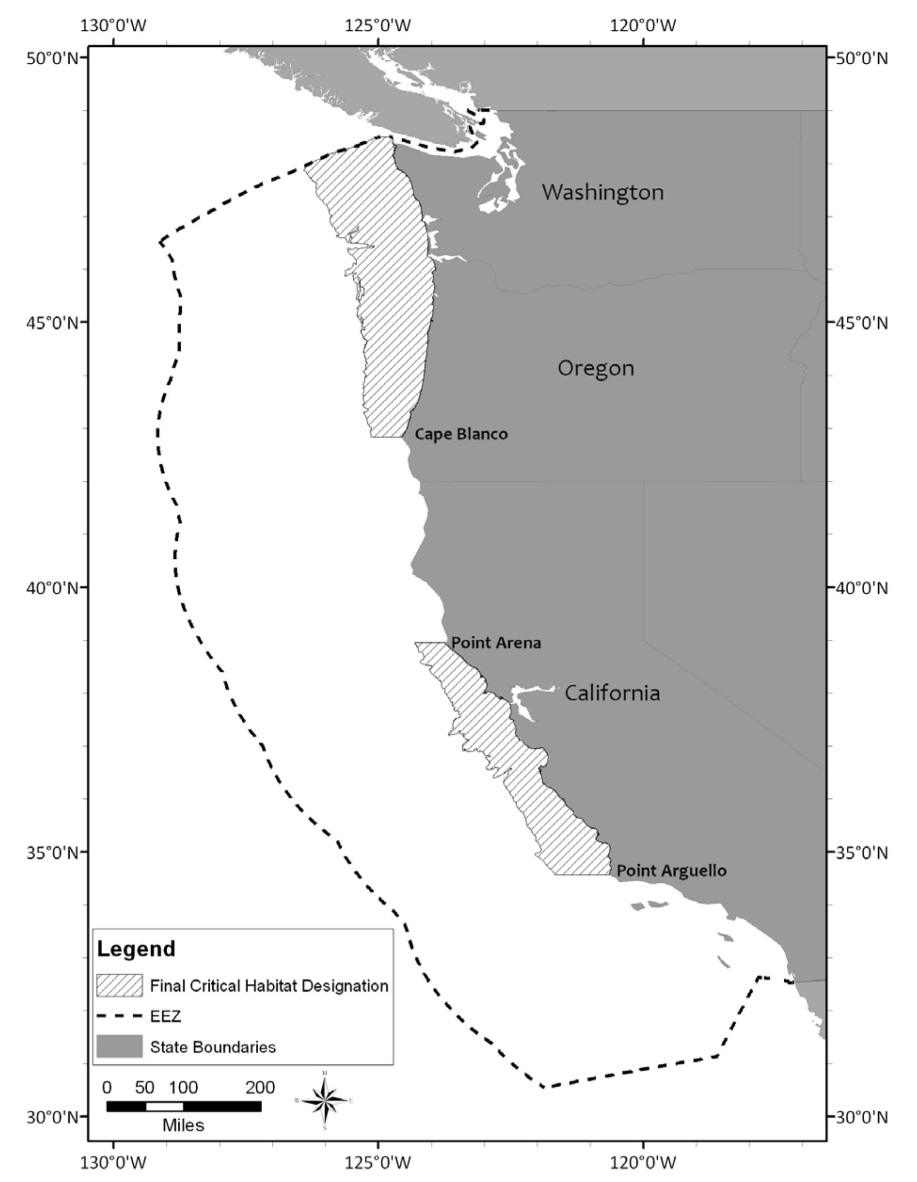 130°0'W 125°0'W 120°0'W
50°0'N 50°0'N
Washington
45°0'N 45°0'N
Oregon
Cape Blanco
40°0'N 40°0'N
Point Arena
California
35°0'N 35°0'N
Point Arguello
Legend
Final Critical Habitat Designation
EEZ
State Boundaries
0 50 100 200
Miles
N
W E
S
30°0'N 30°0'N
130°0'W 125°0'W 120°0'W